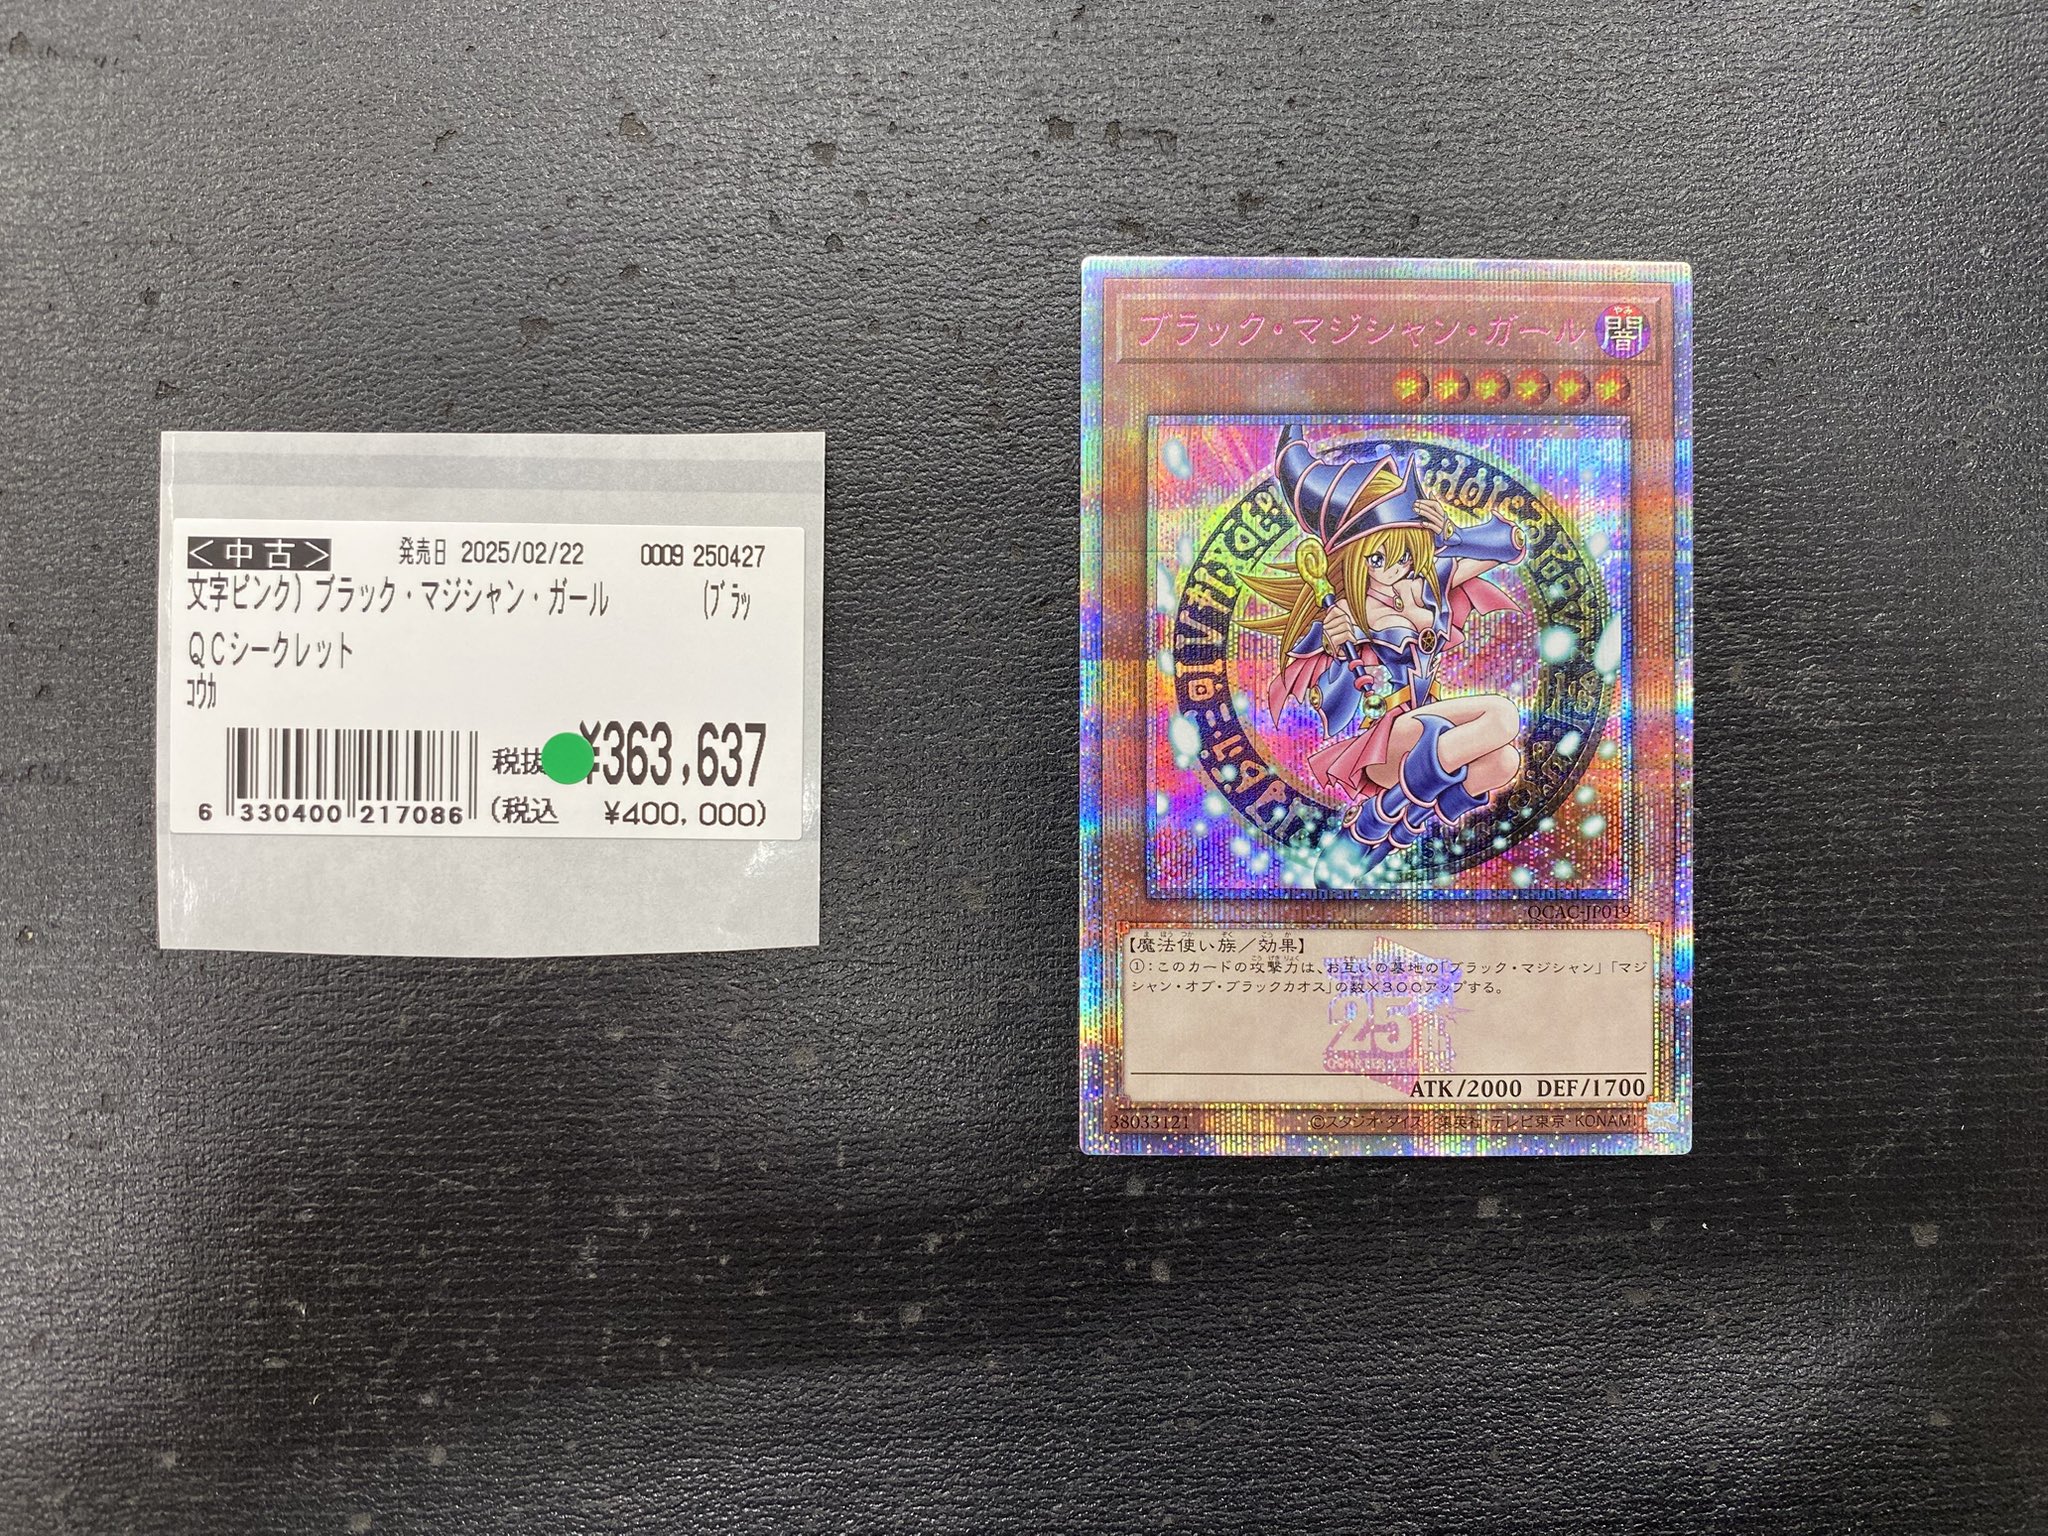 <中古> 発売日 2025/02/22 0009 250427
文字ピンク)ブラック・マジシャン・ガール (ブラッ
QCシークレット
コウカ
税抜 ¥363,637
(税込 ¥400,000)
6 330400 217086
ブラック・マジシャン・ガール 闇
やみ
QCAC-JP019
【魔法使い族/効果】
①:このカードの攻撃力は、お互いの墓地の「ブラック・マジシャン」「マジ
シャン・オブ・ブラックカオス」の数×300アップする。
25th
QUARTER CENTURY
ATK/2000 DEF/1700
38033121 ©スタジオ・ダイス/集英社・テレビ東京・KONAMI